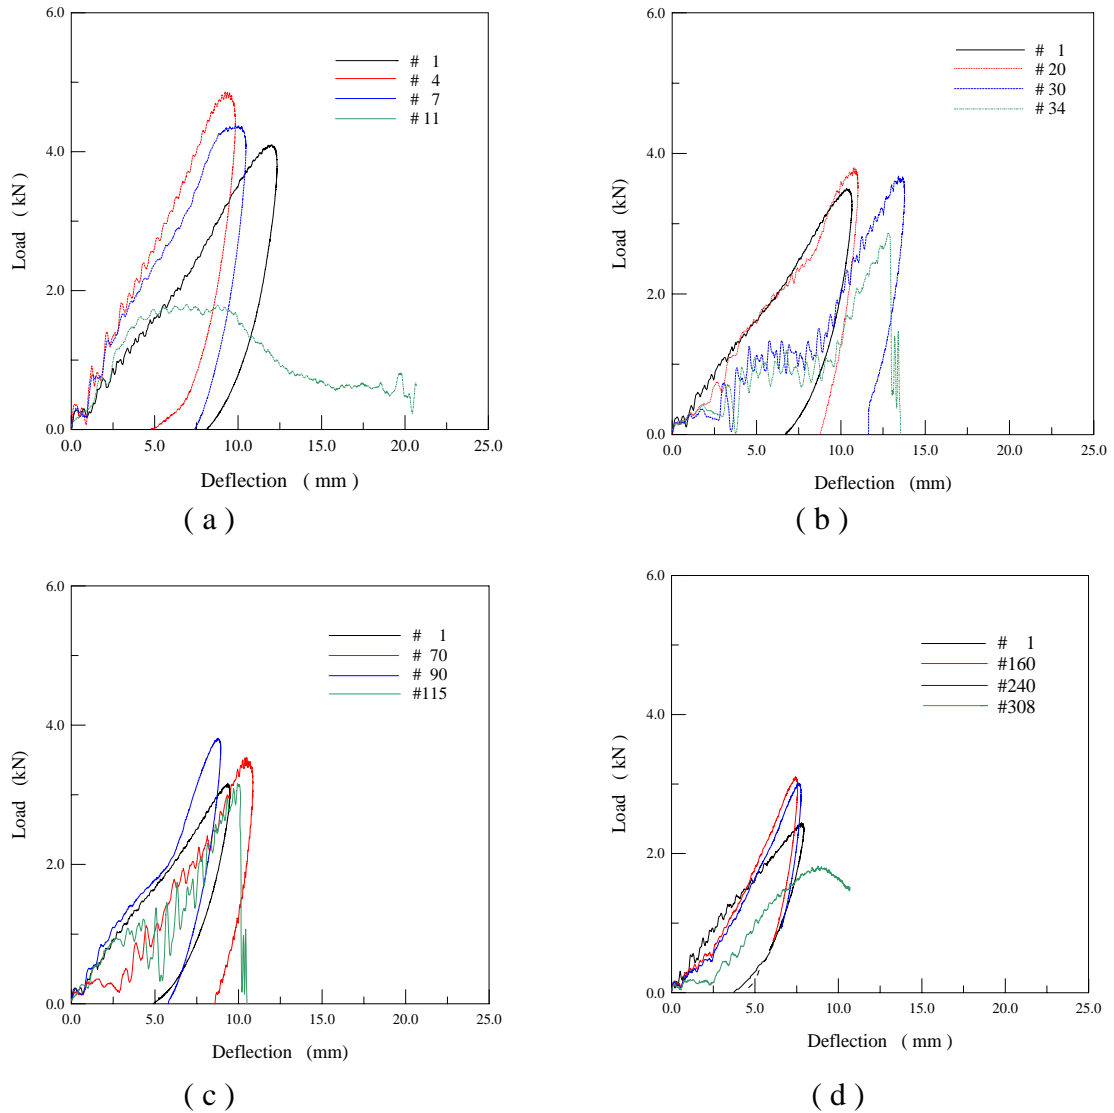 6.0
# 1
# 4
# 7
# 11
4.0
Load ( kN )
2.0
0.0
0.0 5.0 10.0 15.0 20.0 25.0
Deflection ( mm )
( a )
6.0
# 1
# 20
# 30
# 34
4.0
Load (kN)
2.0
0.0
0.0 5.0 10.0 15.0 20.0 25.0
Deflection (mm)
( b )
6.0
# 1
# 70
# 90
#115
4.0
Load (kN)
2.0
0.0
0.0 5.0 10.0 15.0 20.0 25.0
Deflection (mm)
( c )
6.0
# 1
#160
#240
#308
4.0
Load ( kN )
2.0
0.0
0.0 5.0 10.0 15.0 20.0 25.0
Deflection ( mm )
( d )